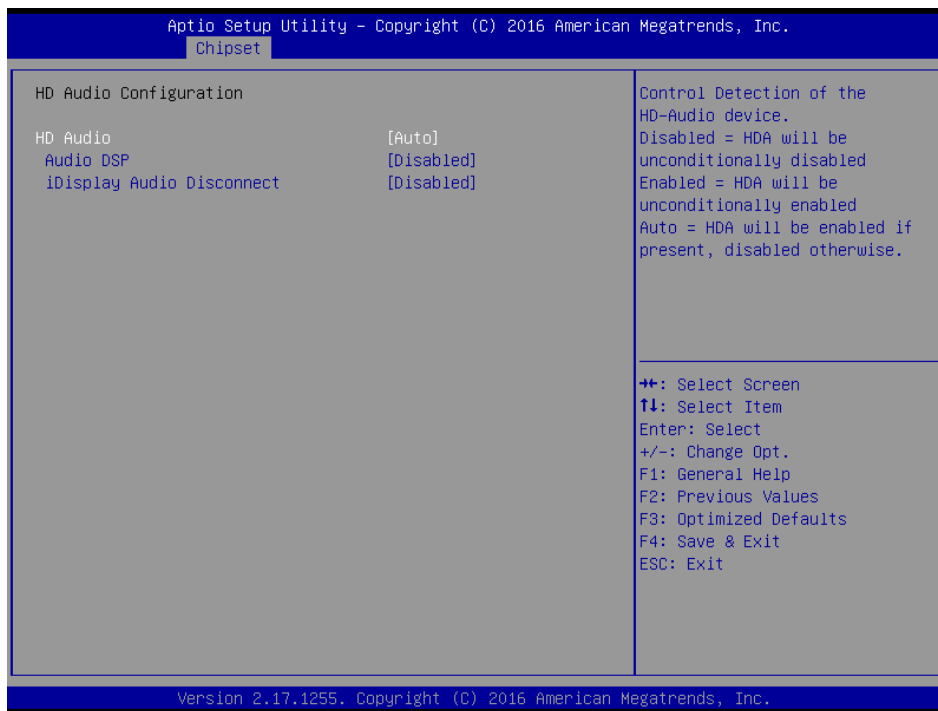 Aptio Setup Utility – Copyright (C) 2016 American Megatrends, Inc.
Chipset
HD Audio Configuration
HD Audio [Auto]
Audio DSP [Disabled]
iDisplay Audio Disconnect [Disabled]
Control Detection of the
HD-Audio device.
Disabled = HDA will be
unconditionally disabled
Enabled = HDA will be
unconditionally enabled
Auto = HDA will be enabled if
present, disabled otherwise.
→←: Select Screen
↑↓: Select Item
Enter: Select
+/-: Change Opt.
F1: General Help
F2: Previous Values
F3: Optimized Defaults
F4: Save & Exit
ESC: Exit
Version 2.17.1255. Copyright (C) 2016 American Megatrends, Inc.